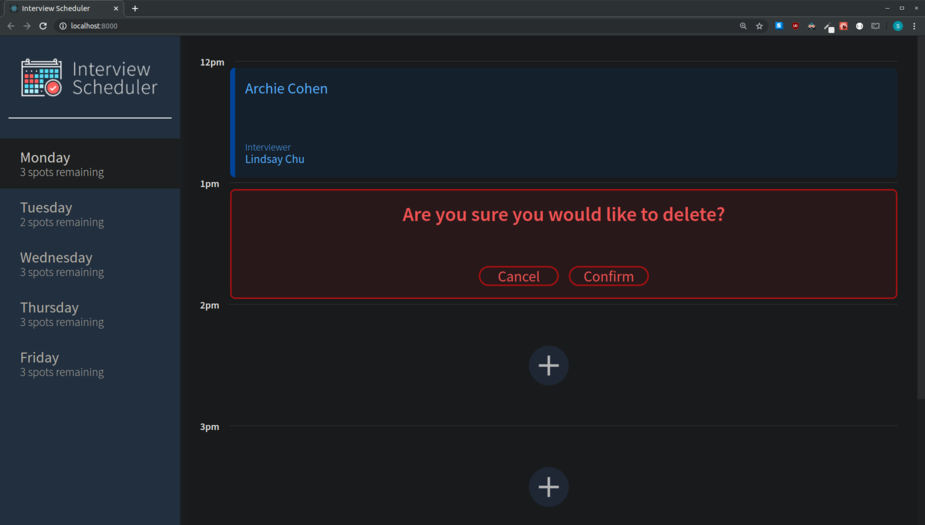 Interview Scheduler
localhost:8000
Interview
Scheduler
Monday
3 spots remaining
Tuesday
2 spots remaining
Wednesday
3 spots remaining
Thursday
3 spots remaining
Friday
3 spots remaining
12pm
Archie Cohen
Interviewer
Lindsay Chu
1pm
Are you sure you would like to delete?
Cancel
Confirm
2pm
3pm